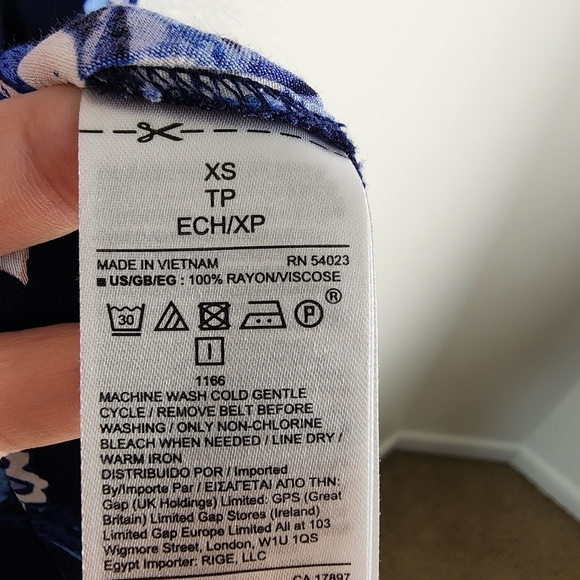 XS
TP
ECH/XP
MADE IN VIETNAM RN 54023
■ US/GB/EG : 100% RAYON/VISCOSE
30 P ®
I
1166
MACHINE WASH COLD GENTLE
CYCLE / REMOVE BELT BEFORE
WASHING / ONLY NON-CHLORINE
BLEACH WHEN NEEDED / LINE DRY /
WARM IRON
DISTRIBUIDO POR / Imported
By/Importe Par / ΕΙΣΑΓΕΤΑΙ ΑΠΟ ΤΗΝ:
Gap (UK Holdings) Limited: GPS (Great
Britain) Limited Gap Stores (Ireland)
Limited Gap Europe Limited All at 103
Wigmore Street, London, W1U 1QS
Egypt Importer: RIGE, LLC
CA 17897